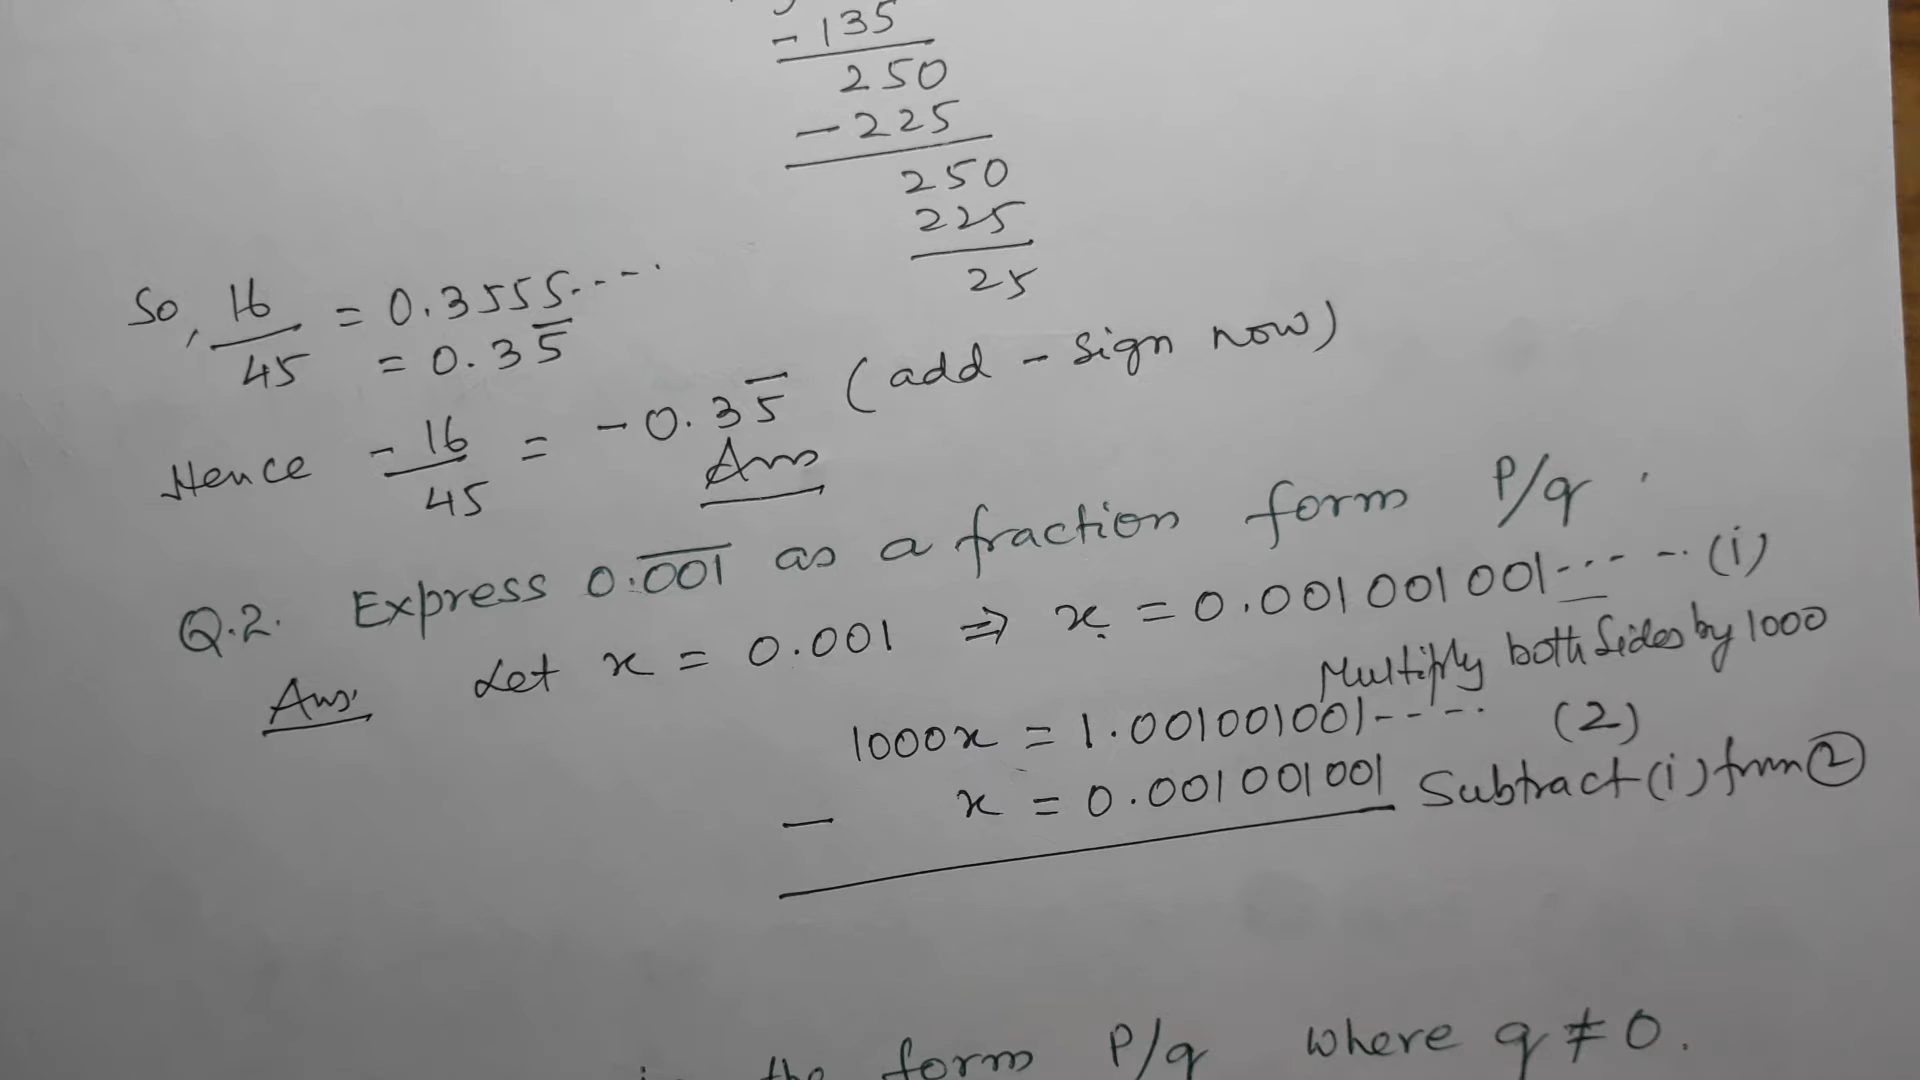 - 135
250
- 225
250
225
25
So, 16/45 = 0.3555.....
= 0.35̅
Hence -16/45 = -0.35̅ (add - sign now)
Ans
Q.2. Express 0.0̅0̅1̅ as a fraction form P/q.
Ans. Let x = 0.001 ⇒ x = 0.001001001...... (i)
Multiply both sides by 1000
1000x = 1.001001001----. (2)
- x = 0.001001001 Subtract (i) from ②
the form P/q where q ≠ 0.